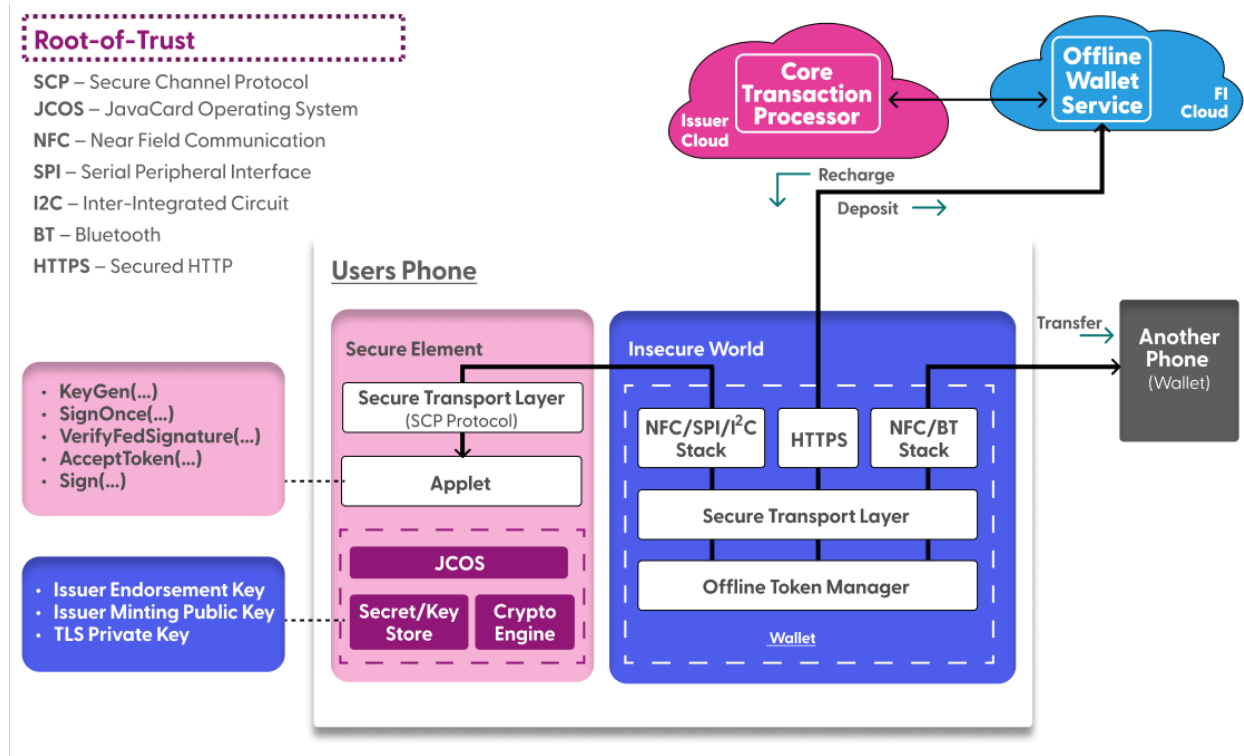 Root-of-Trust
SCP – Secure Channel Protocol
JCOS – JavaCard Operating System
NFC – Near Field Communication
SPI – Serial Peripheral Interface
I2C – Inter-Integrated Circuit
BT – Bluetooth
HTTPS – Secured HTTP
Core
Transaction
Processor
Issuer
Cloud
Offline
Wallet
Service
FI
Cloud
Recharge
Deposit
Users Phone
Secure Element
Secure Transport Layer
(SCP Protocol)
Applet
JCOS
Secret/Key
Store
Crypto
Engine
Insecure World
NFC/SPI/I²C
Stack
HTTPS
NFC/BT
Stack
Secure Transport Layer
Offline Token Manager
Wallet
Transfer
Another
Phone
(Wallet)
• KeyGen(...)
• SignOnce(...)
• VerifyFedSignature(...)
• AcceptToken(...)
• Sign(...)
• Issuer Endorsement Key
• Issuer Minting Public Key
• TLS Private Key